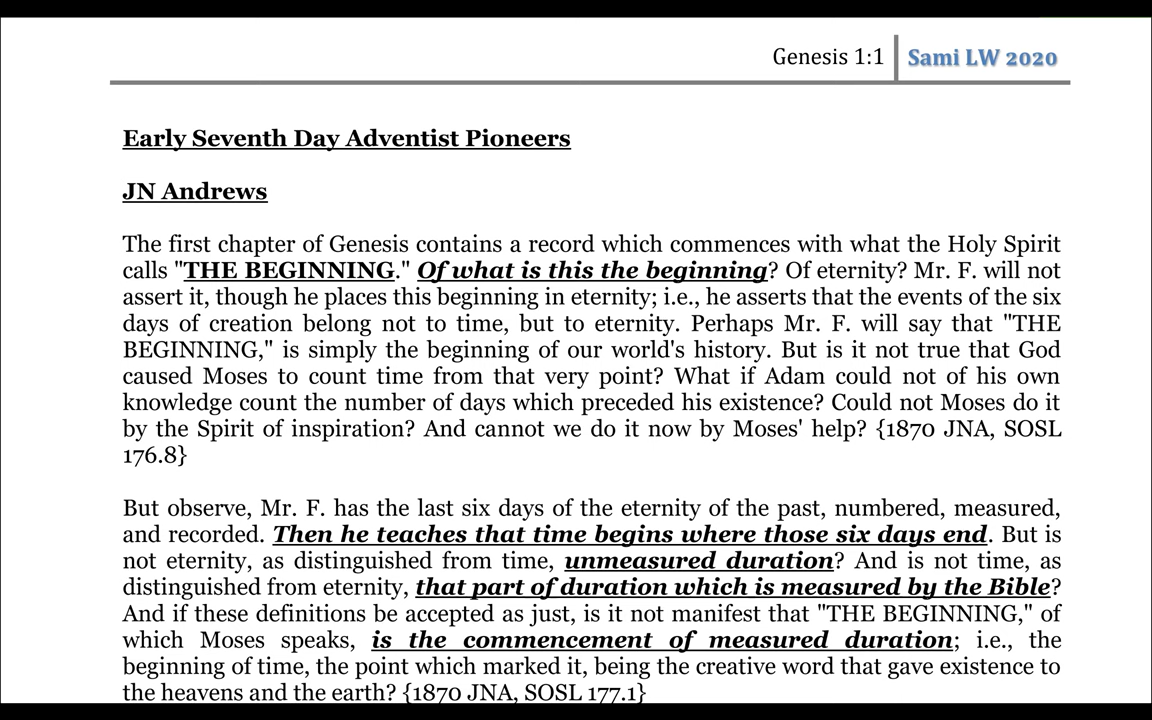 Genesis 1:1 Sami LW 2020
Early Seventh Day Adventist Pioneers
JN Andrews
The first chapter of Genesis contains a record which commences with what the Holy Spirit
calls "THE BEGINNING." Of what is this the beginning? Of eternity? Mr. F. will not
assert it, though he places this beginning in eternity; i.e., he asserts that the events of the six
days of creation belong not to time, but to eternity. Perhaps Mr. F. will say that "THE
BEGINNING," is simply the beginning of our world's history. But is it not true that God
caused Moses to count time from that very point? What if Adam could not of his own
knowledge count the number of days which preceded his existence? Could not Moses do it
by the Spirit of inspiration? And cannot we do it now by Moses' help? {1870 JNA, SOSL
176.8}
But observe, Mr. F. has the last six days of the eternity of the past, numbered, measured,
and recorded. Then he teaches that time begins where those six days end. But is
not eternity, as distinguished from time, unmeasured duration? And is not time, as
distinguished from eternity, that part of duration which is measured by the Bible?
And if these definitions be accepted as just, is it not manifest that "THE BEGINNING," of
which Moses speaks, is the commencement of measured duration; i.e., the
beginning of time, the point which marked it, being the creative word that gave existence to
the heavens and the earth? {1870 JNA, SOSL 177.1}